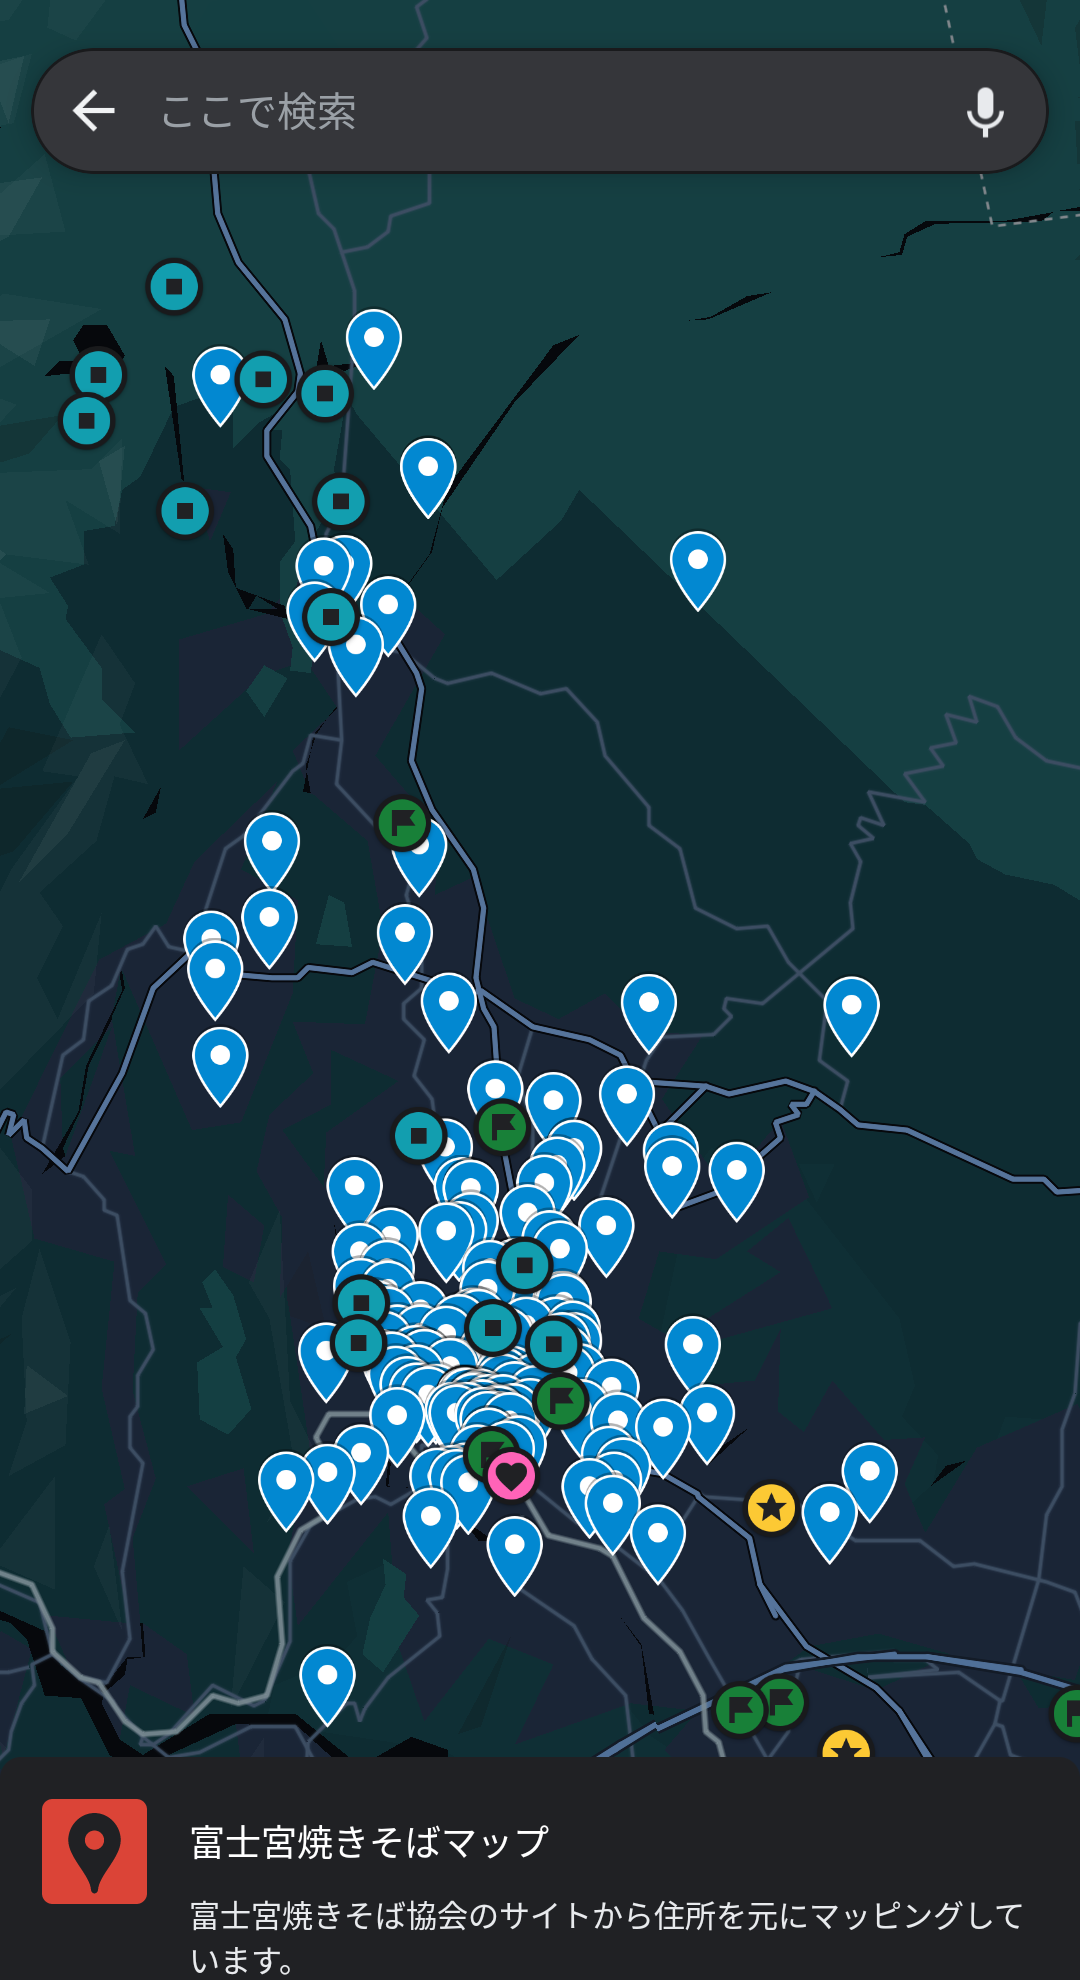 ここで検索
富士宮焼きそばマップ
富士宮焼きそば協会のサイトから住所を元にマッピングして
います。